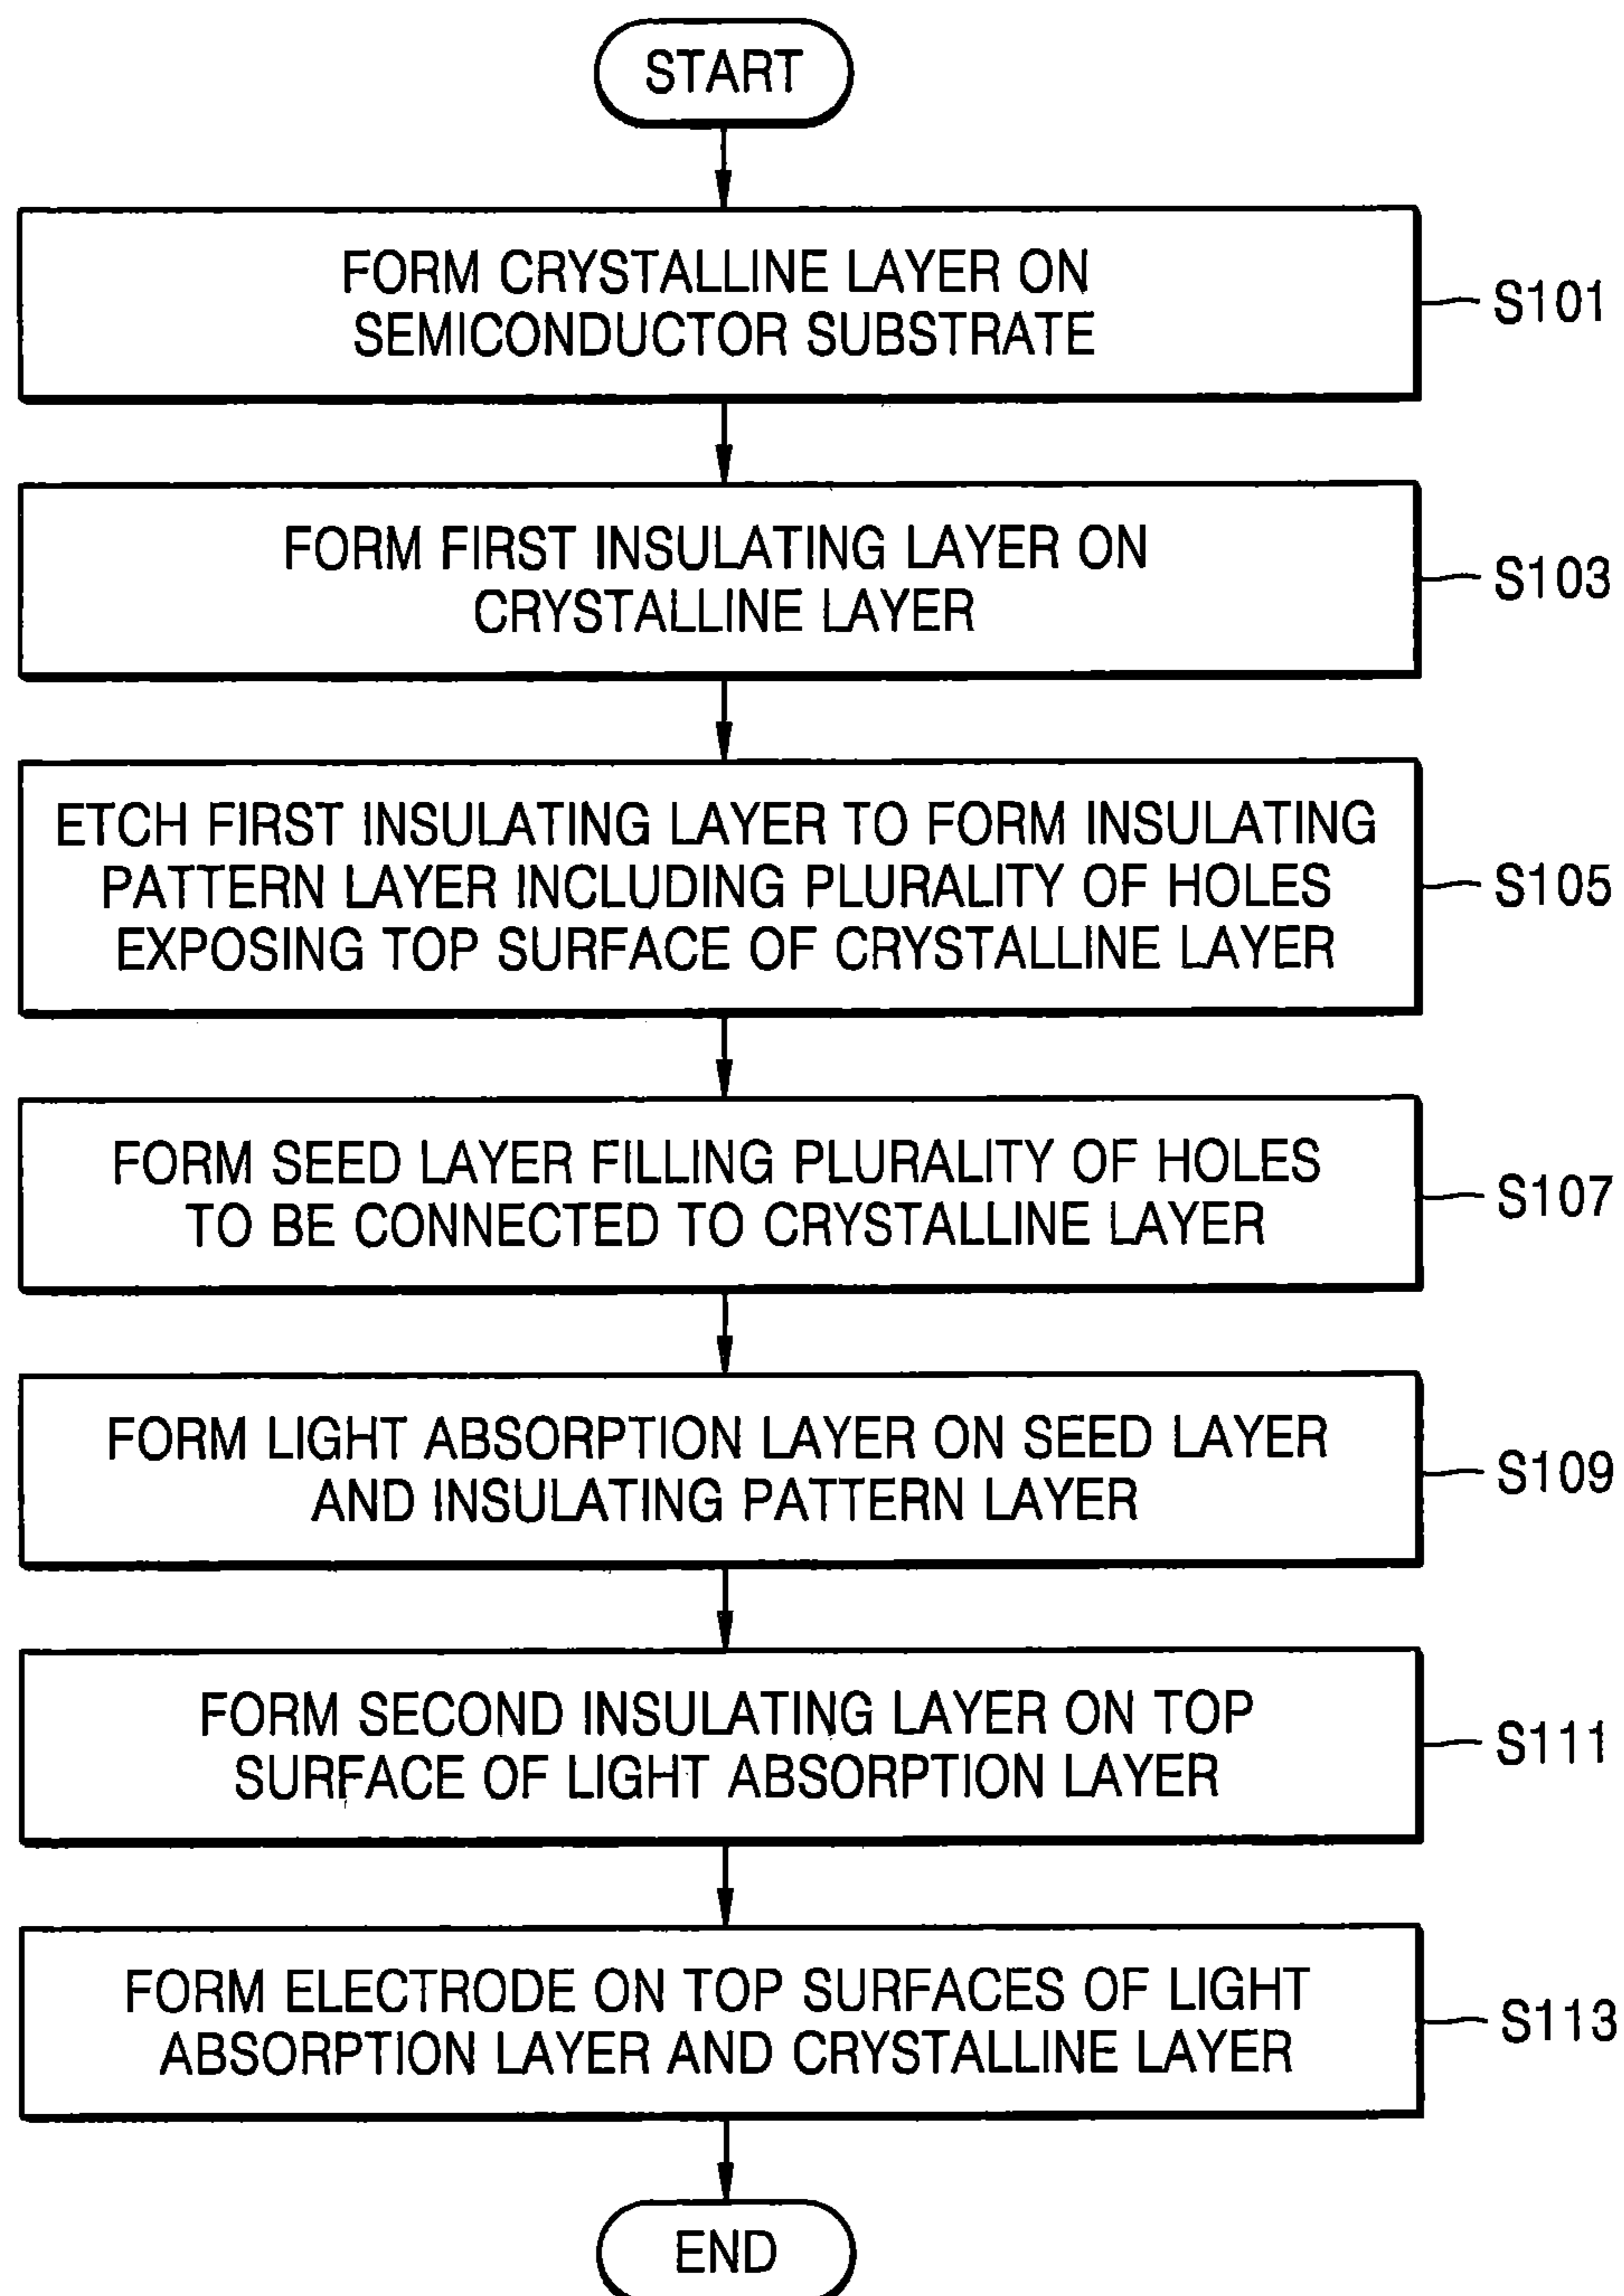 START
FORM CRYSTALLINE LAYER ON
SEMICONDUCTOR SUBSTRATE
S101
FORM FIRST INSULATING LAYER ON
CRYSTALLINE LAYER
S103
ETCH FIRST INSULATING LAYER TO FORM INSULATING
PATTERN LAYER INCLUDING PLURALITY OF HOLES
EXPOSING TOP SURFACE OF CRYSTALLINE LAYER
S105
FORM SEED LAYER FILLING PLURALITY OF HOLES
TO BE CONNECTED TO CRYSTALLINE LAYER
S107
FORM LIGHT ABSORPTION LAYER ON SEED LAYER
AND INSULATING PATTERN LAYER
S109
FORM SECOND INSULATING LAYER ON TOP
SURFACE OF LIGHT ABSORPTION LAYER
S111
FORM ELECTRODE ON TOP SURFACES OF LIGHT
ABSORPTION LAYER AND CRYSTALLINE LAYER
S113
END